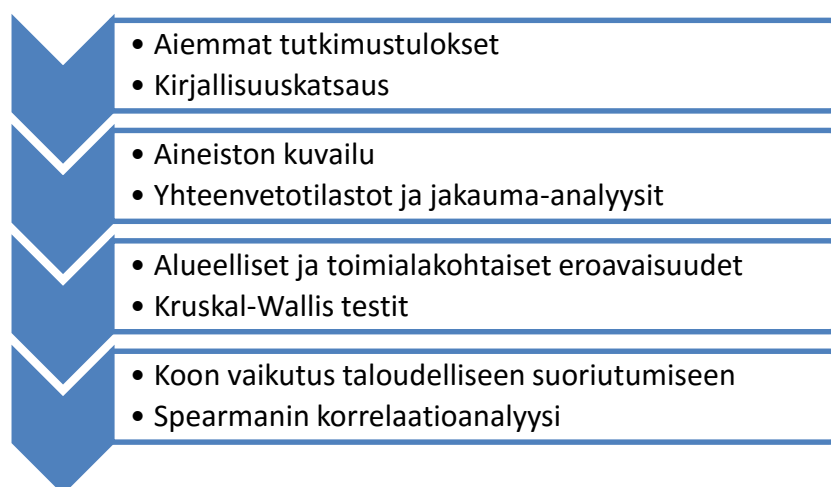 • Aiemmat tutkimustulokset
• Kirjallisuuskatsaus
• Aineiston kuvailu
• Yhteenvetotilastot ja jakauma-analyysit
• Alueelliset ja toimialakohtaiset eroavaisuudet
• Kruskal-Wallis testit
• Koon vaikutus taloudelliseen suoriutumiseen
• Spearmanin korrelaatioanalyysi